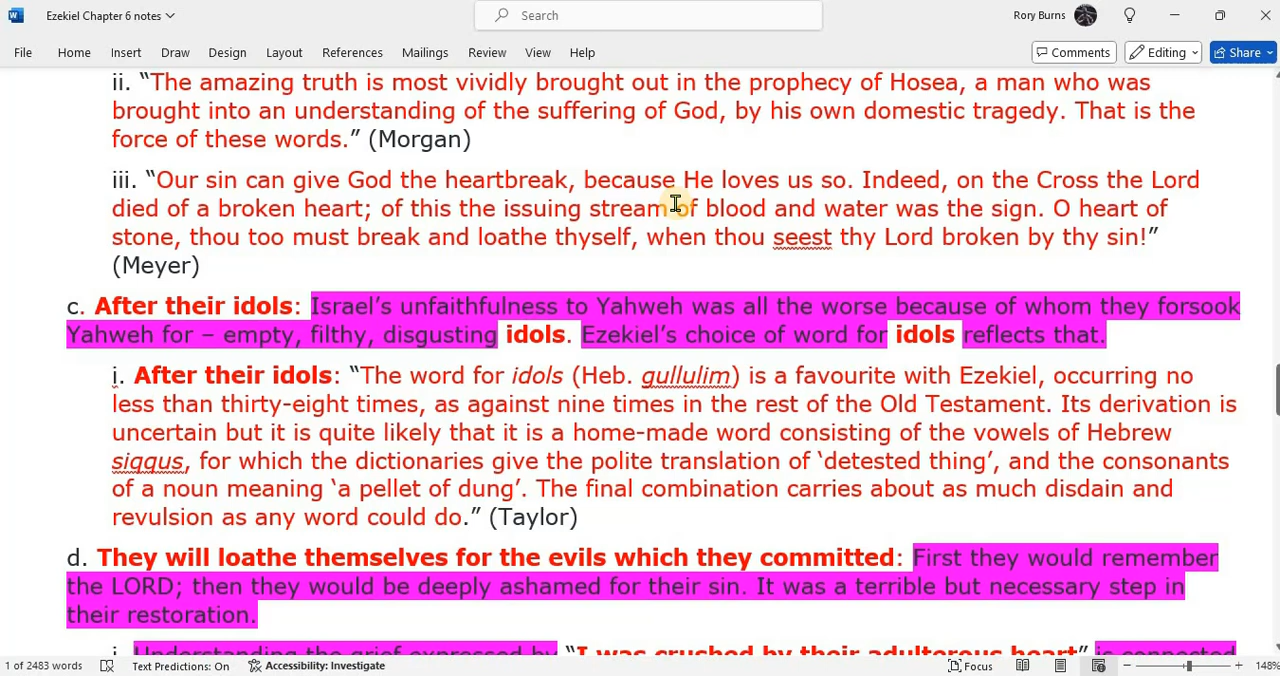 Ezekiel Chapter 6 notes
Search
Rory Burns
File Home Insert Draw Design Layout References Mailings Review View Help
Comments Editing Share
ii. “The amazing truth is most vividly brought out in the prophecy of Hosea, a man who was
brought into an understanding of the suffering of God, by his own domestic tragedy. That is the
force of these words.” (Morgan)
iii. “Our sin can give God the heartbreak, because He loves us so. Indeed, on the Cross the Lord
died of a broken heart; of this the issuing stream of blood and water was the sign. O heart of
stone, thou too must break and loathe thyself, when thou seest thy Lord broken by thy sin!”
(Meyer)
c. After their idols: Israel’s unfaithfulness to Yahweh was all the worse because of whom they forsook
Yahweh for – empty, filthy, disgusting idols. Ezekiel’s choice of word for idols reflects that.
i. After their idols: “The word for idols (Heb. gullulim) is a favourite with Ezekiel, occurring no
less than thirty-eight times, as against nine times in the rest of the Old Testament. Its derivation is
uncertain but it is quite likely that it is a home-made word consisting of the vowels of Hebrew
siqqus, for which the dictionaries give the polite translation of ‘detested thing’, and the consonants
of a noun meaning ‘a pellet of dung’. The final combination carries about as much disdain and
revulsion as any word could do.” (Taylor)
d. They will loathe themselves for the evils which they committed: First they would remember
the LORD; then they would be deeply ashamed for their sin. It was a terrible but necessary step in
their restoration.
i. Understanding the grief expressed by “I was crushed by their adulterous heart” is connected
1 of 2483 words Text Predictions: On Accessibility: Investigate Focus 148%